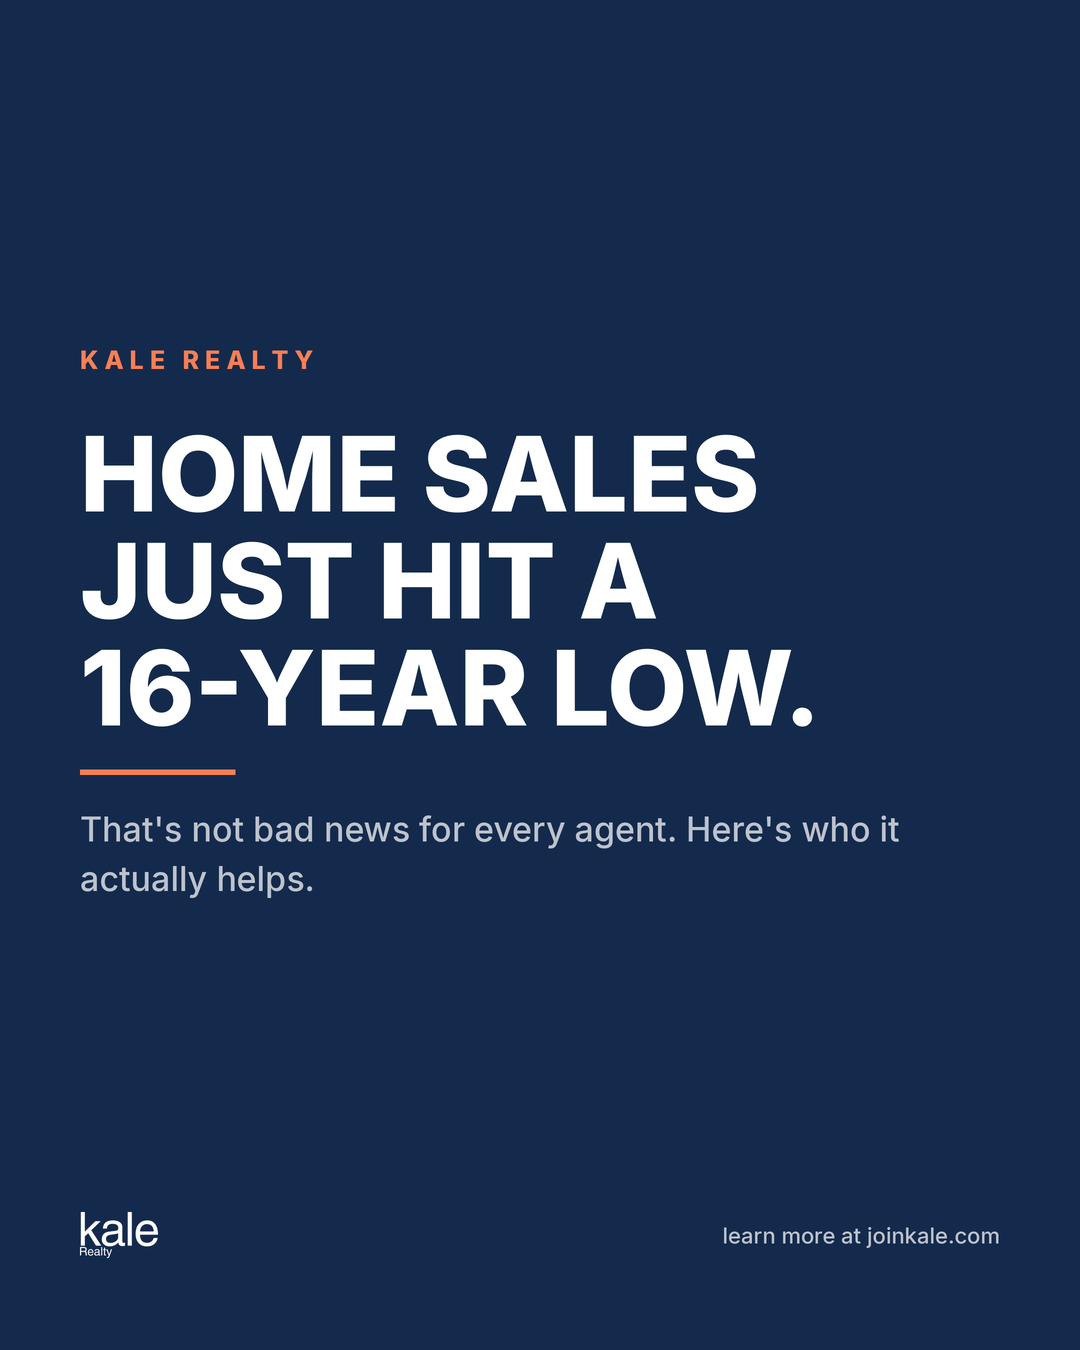 KALE REALTY
HOME SALES
JUST HIT A
16-YEAR LOW.
That's not bad news for every agent. Here's who it
actually helps.
kale
Realty
learn more at joinkale.com